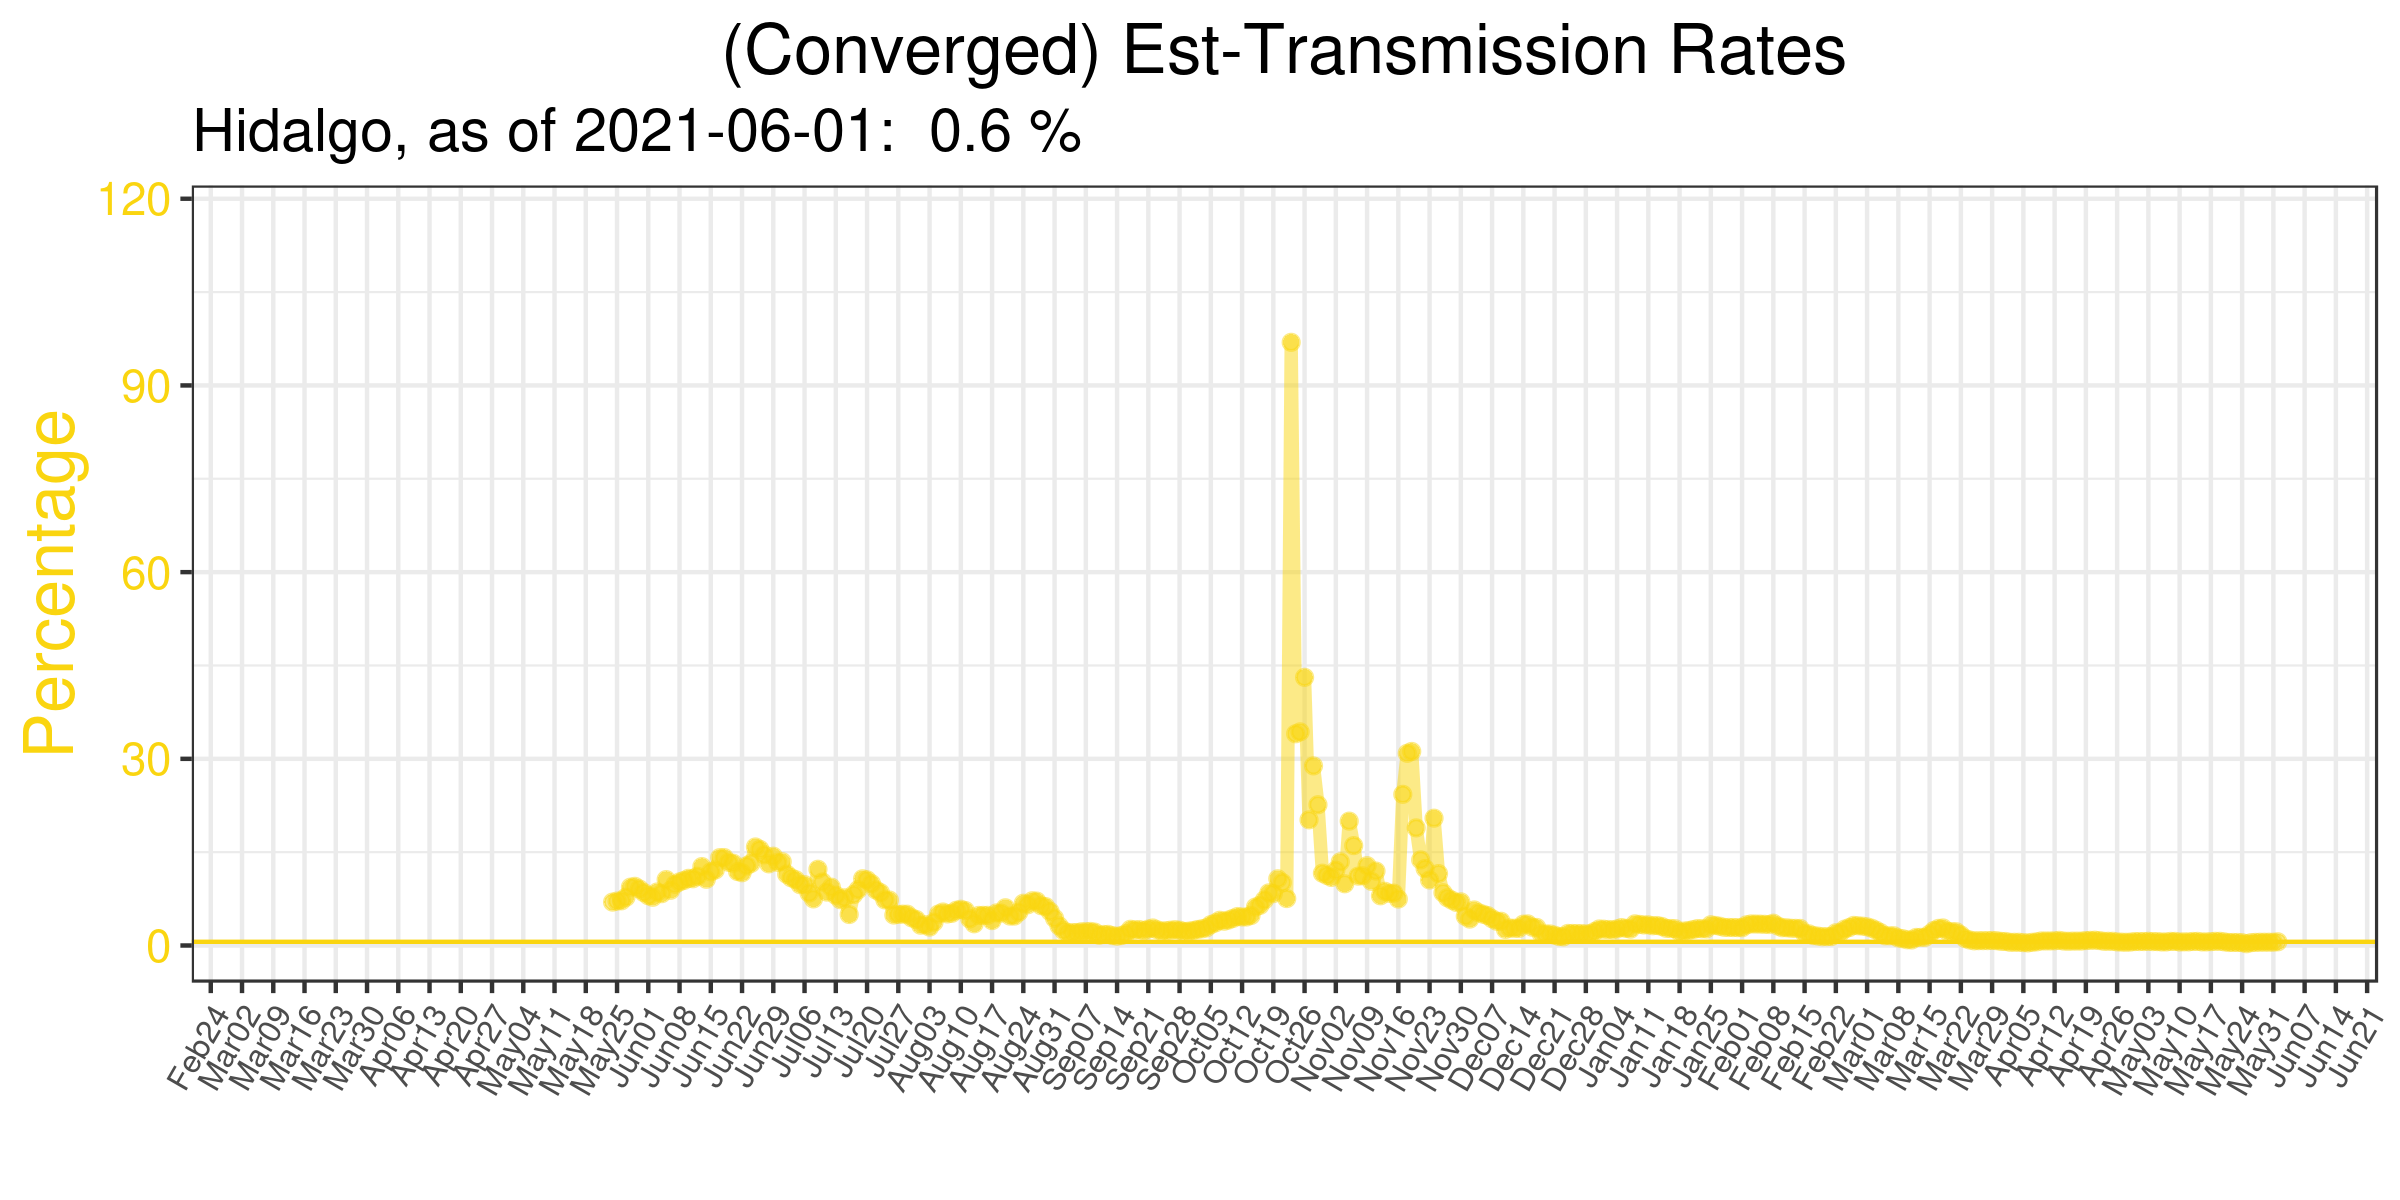 (Converged) Est-Transmission Rates
Hidalgo, as of 2021-06-01:  0.6 %
Percentage
120
90
60
30
0
Feb24
Mar02
Mar09
Mar16
Mar23
Mar30
Apr06
Apr13
Apr20
Apr27
May04
May11
May18
May25
Jun01
Jun08
Jun15
Jun22
Jun29
Jul06
Jul13
Jul20
Jul27
Aug03
Aug10
Aug17
Aug24
Aug31
Sep07
Sep14
Sep21
Sep28
Oct05
Oct12
Oct19
Oct26
Nov02
Nov09
Nov16
Nov23
Nov30
Dec07
Dec14
Dec21
Dec28
Jan04
Jan11
Jan18
Jan25
Feb01
Feb08
Feb15
Feb22
Mar01
Mar08
Mar15
Mar22
Mar29
Apr05
Apr12
Apr19
Apr26
May03
May10
May17
May24
May31
Jun07
Jun14
Jun21